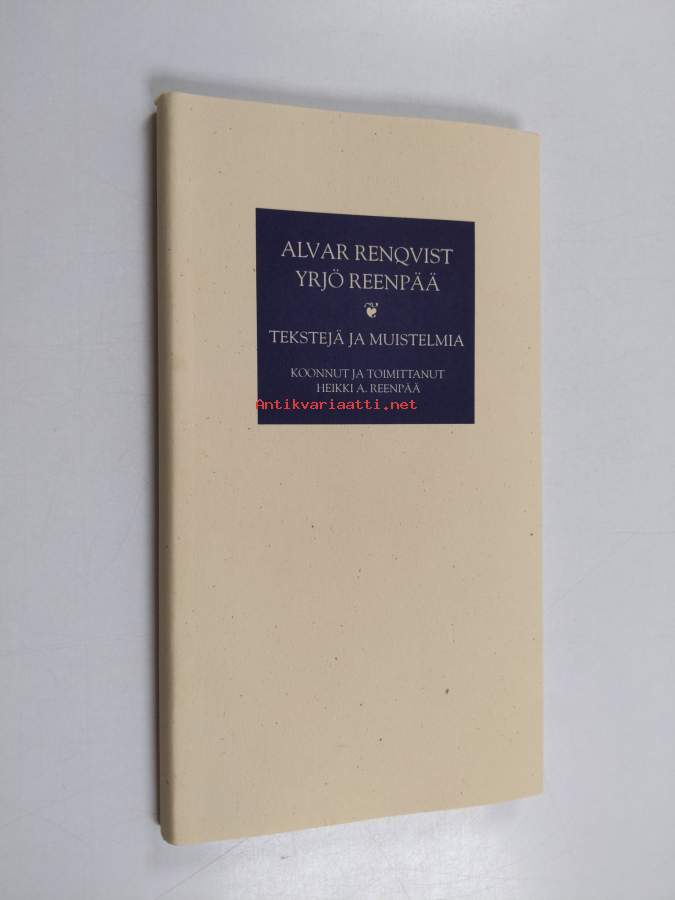 ALVAR RENQVIST
YRJÖ REENPÄÄ
TEKSTEJÄ JA MUISTELMIA
KOONNUT JA TOIMITTANUT
HEIKKI A. REENPÄÄ
Antikvariaatti.net